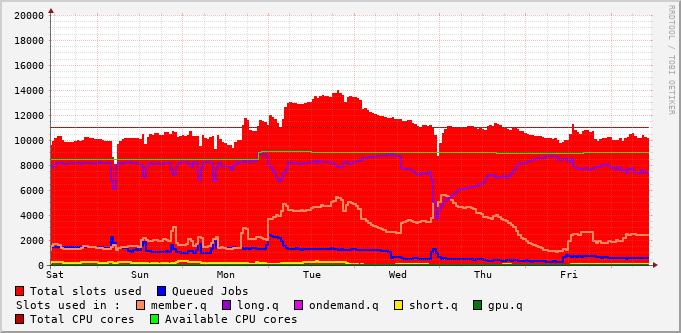 20000
18000
16000
14000
12000
10000
8000
6000
4000
2000
0
Sat Sun Mon Tue Wed Thu Fri
Total slots used Queued Jobs
Slots used in : member.q long.q ondemand.q short.q gpu.q
Total CPU cores Available CPU cores
RRDTOOL / TOBI OETIKER